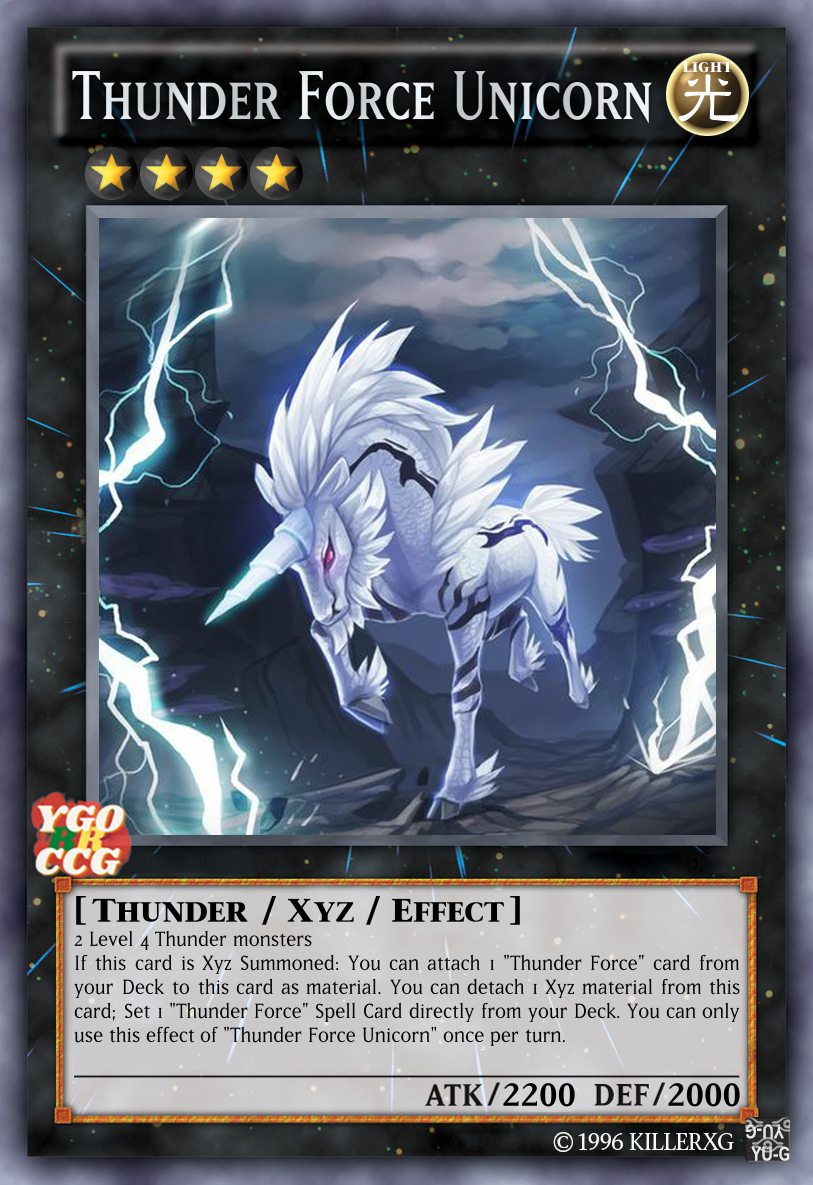 THUNDER FORCE UNICORN
LIGHT
光
YGO
RR
CCG
[ THUNDER / XYZ / EFFECT ]
2 Level 4 Thunder monsters
If this card is Xyz Summoned: You can attach 1 "Thunder Force" card from
your Deck to this card as material. You can detach 1 Xyz material from this
card; Set 1 "Thunder Force" Spell Card directly from your Deck. You can only
use this effect of "Thunder Force Unicorn" once per turn.
ATK/2200 DEF/2000
© 1996 KILLERXG
YU-G
YU-G